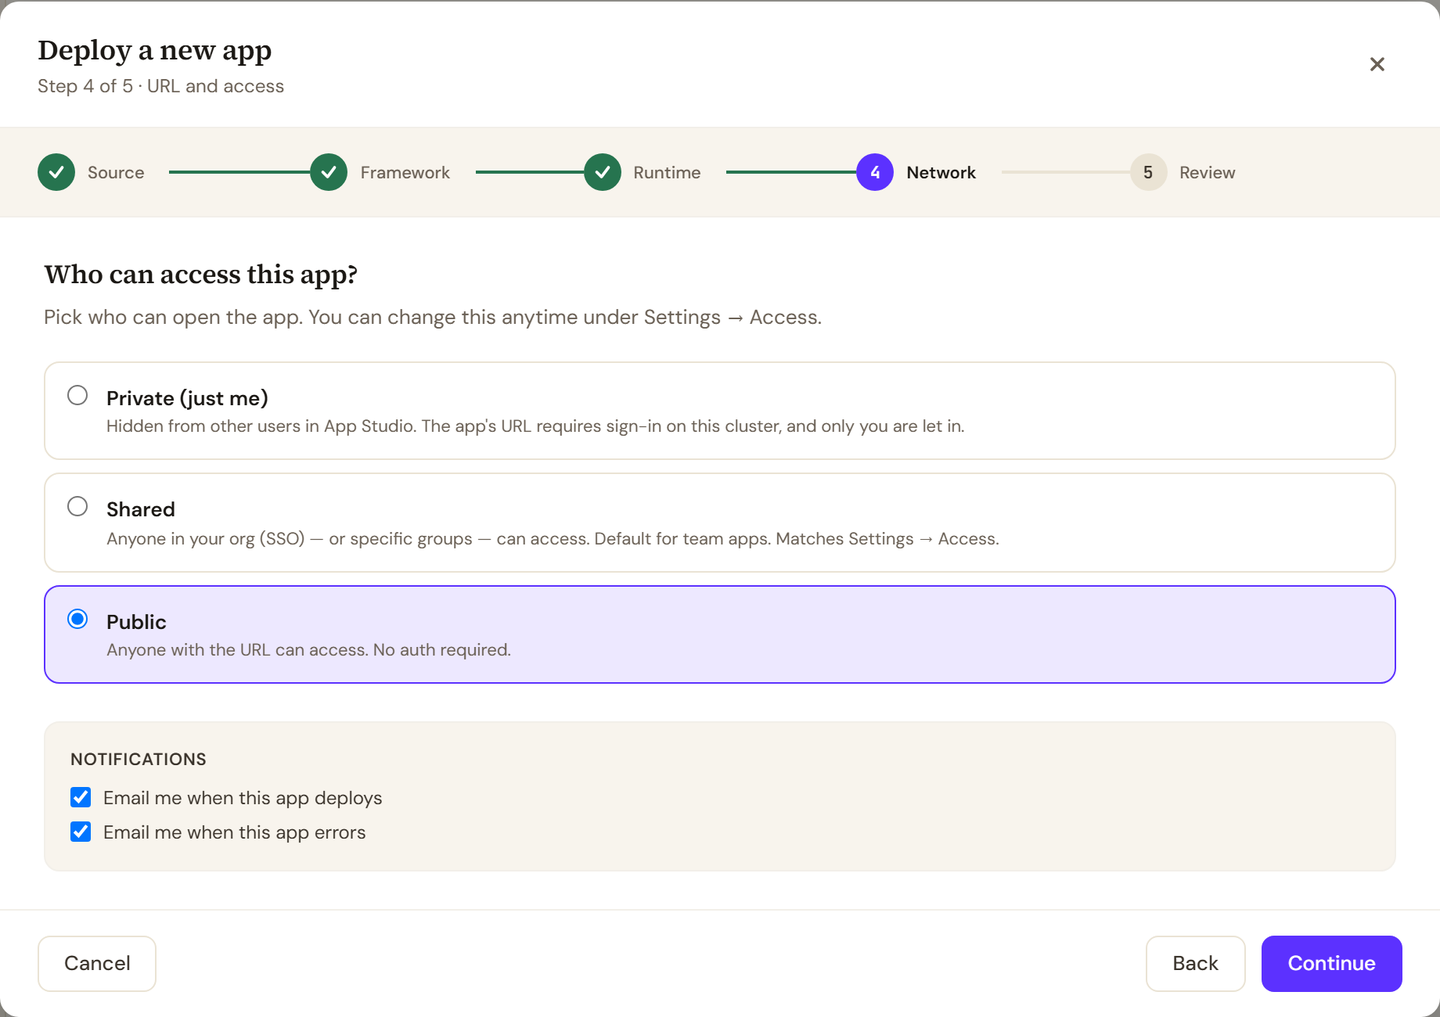 Deploy a new app
Step 4 of 5 · URL and access
Source
Framework
Runtime
4 Network
5 Review
Who can access this app?
Pick who can open the app. You can change this anytime under Settings → Access.
Private (just me)
Hidden from other users in App Studio. The app's URL requires sign-in on this cluster, and only you are let in.
Shared
Anyone in your org (SSO) — or specific groups — can access. Default for team apps. Matches Settings → Access.
Public
Anyone with the URL can access. No auth required.
NOTIFICATIONS
Email me when this app deploys
Email me when this app errors
Cancel
Back
Continue